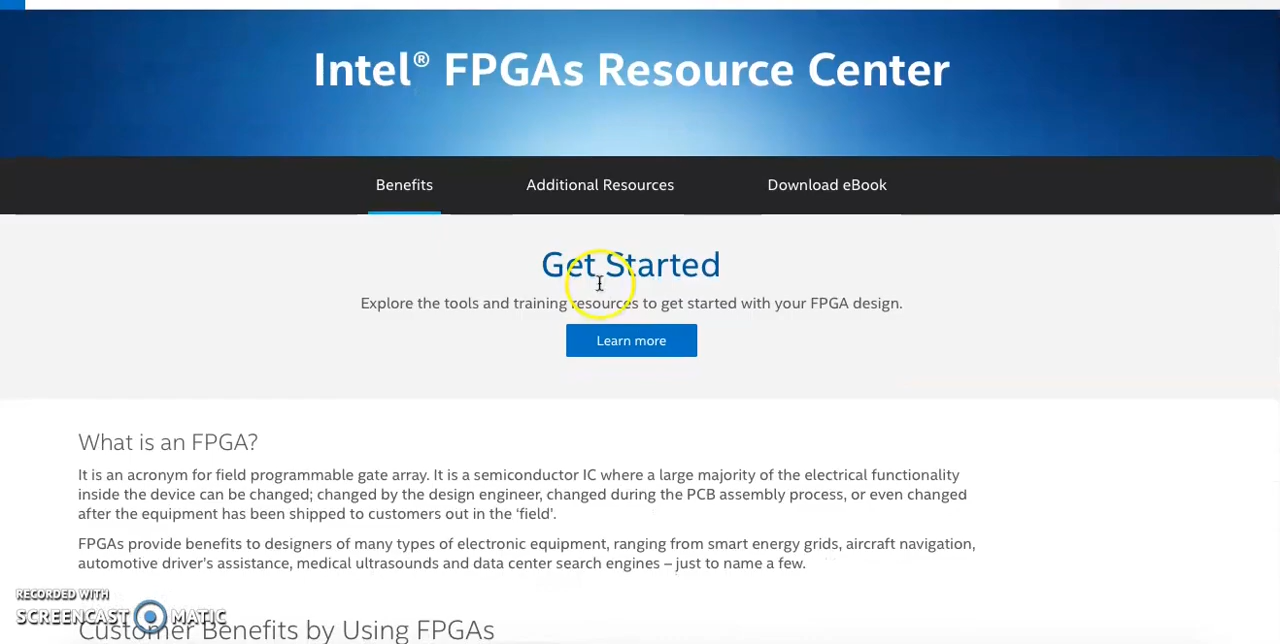 Intel® FPGAs Resource Center
Benefits
Additional Resources
Download eBook
Get Started
Explore the tools and training resources to get started with your FPGA design.
Learn more
What is an FPGA?
It is an acronym for field programmable gate array. It is a semiconductor IC where a large majority of the electrical functionality
inside the device can be changed; changed by the design engineer, changed during the PCB assembly process, or even changed
after the equipment has been shipped to customers out in the ‘field’.
FPGAs provide benefits to designers of many types of electronic equipment, ranging from smart energy grids, aircraft navigation,
automotive driver's assistance, medical ultrasounds and data center search engines – just to name a few.
RECORDED WITH
SCREENCAST MATIC
Customer Benefits by Using FPGAs